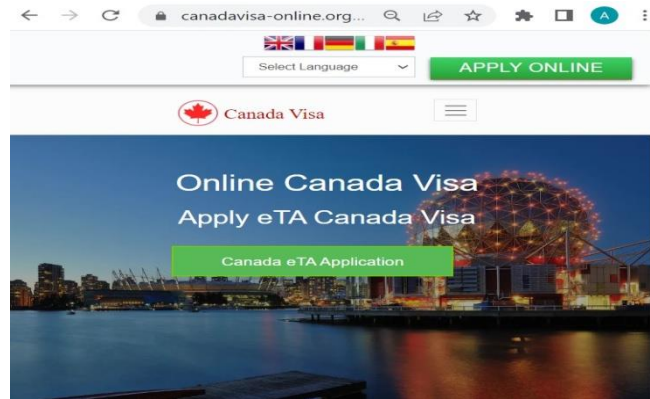 canadavisa-online.org...
A
Select Language
APPLY ONLINE
Canada Visa
Online Canada Visa
Apply eTA Canada Visa
Canada eTA Application